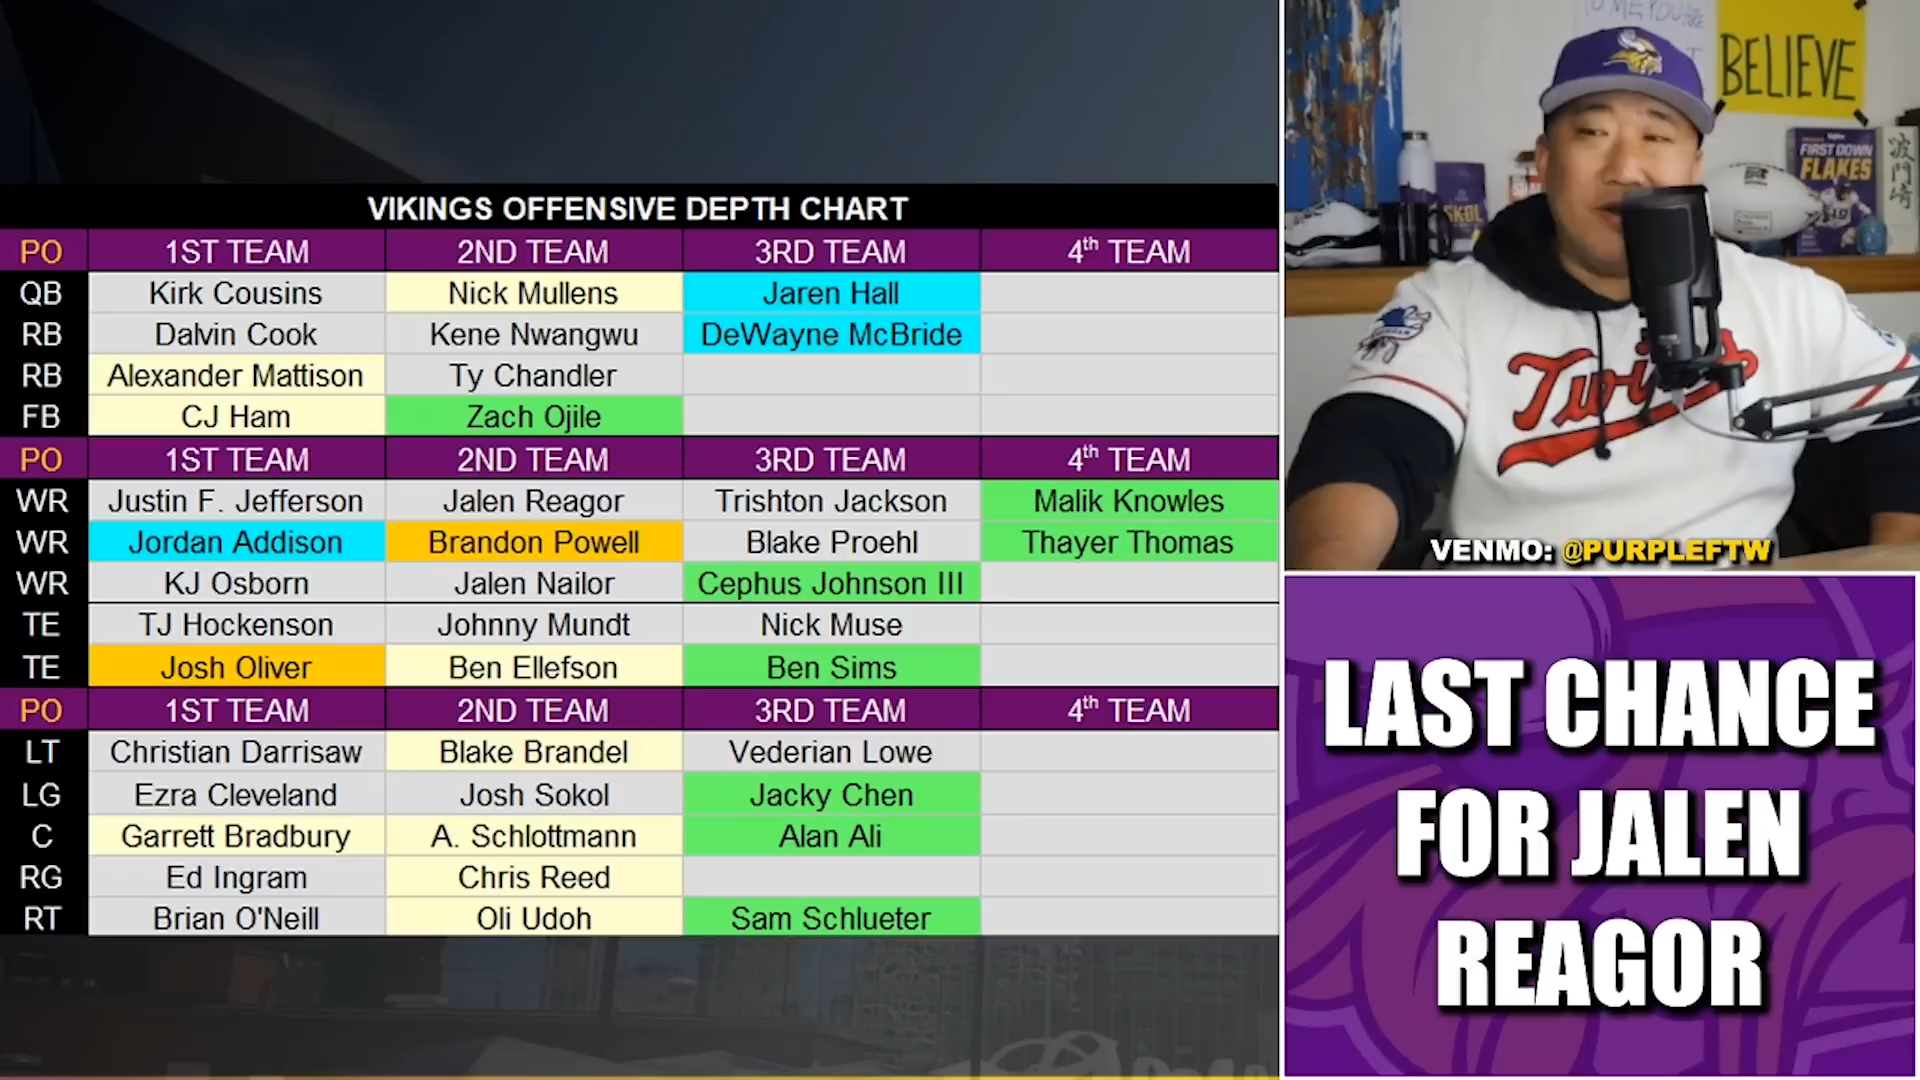 VIKINGS OFFENSIVE DEPTH CHART
PO 1ST TEAM 2ND TEAM 3RD TEAM 4th TEAM
QB Kirk Cousins Nick Mullens Jaren Hall
RB Dalvin Cook Kene Nwangwu DeWayne McBride
RB Alexander Mattison Ty Chandler
FB CJ Ham Zach Ojile
PO 1ST TEAM 2ND TEAM 3RD TEAM 4th TEAM
WR Justin F. Jefferson Jalen Reagor Trishton Jackson Malik Knowles
WR Jordan Addison Brandon Powell Blake Proehl Thayer Thomas
WR KJ Osborn Jalen Nailor Cephus Johnson III
TE TJ Hockenson Johnny Mundt Nick Muse
TE Josh Oliver Ben Ellefson Ben Sims
PO 1ST TEAM 2ND TEAM 3RD TEAM 4th TEAM
LT Christian Darrisaw Blake Brandel Vederian Lowe
LG Ezra Cleveland Josh Sokol Jacky Chen
C Garrett Bradbury A. Schlottmann Alan Ali
RG Ed Ingram Chris Reed
RT Brian O'Neill Oli Udoh Sam Schlueter
BELIEVE
FIRST DOWN
FLAKES
SKOL
Twins
VENMO: @PURPLEFTW
LAST CHANCE
FOR JALEN
REAGOR